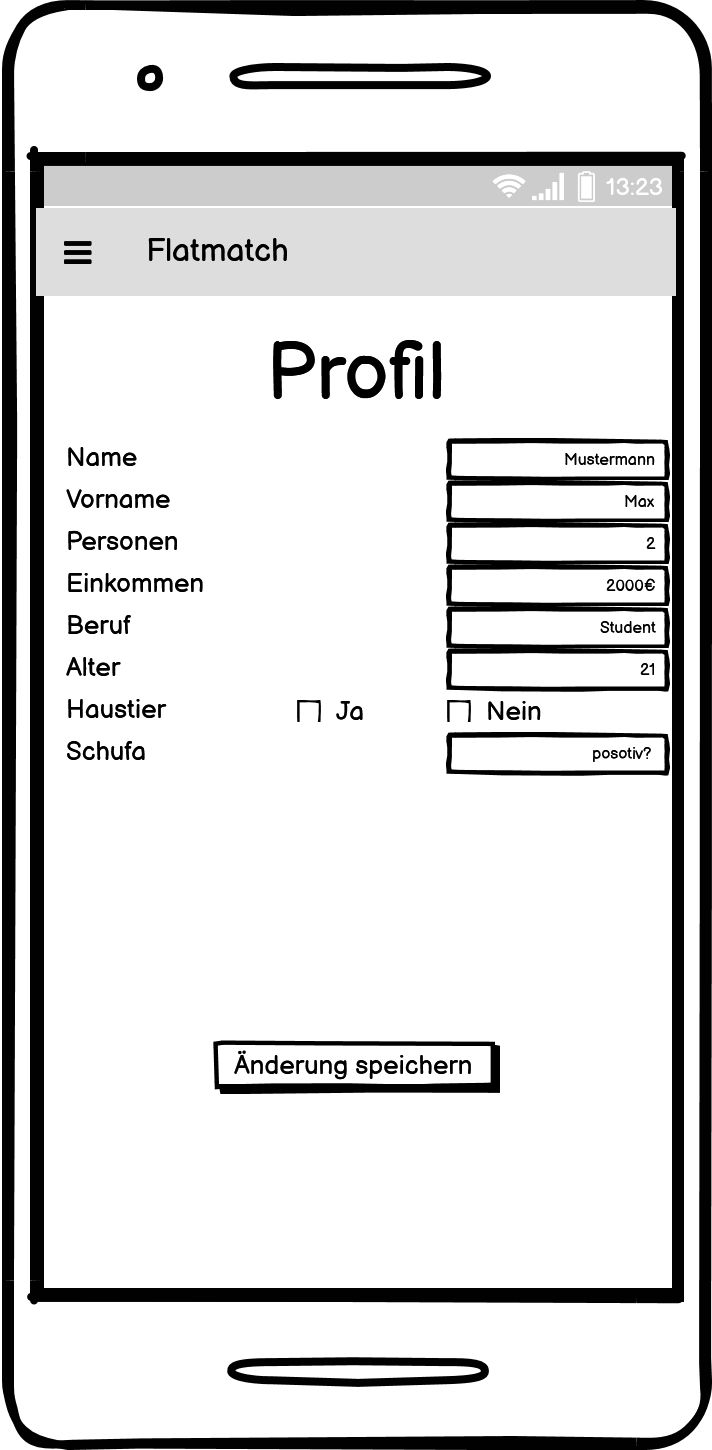 13:23
Flatmatch
Profil
Name Mustermann
Vorname Max
Personen 2
Einkommen 2000€
Beruf Student
Alter 21
Haustier Ja Nein
Schufa posotiv?
Änderung speichern